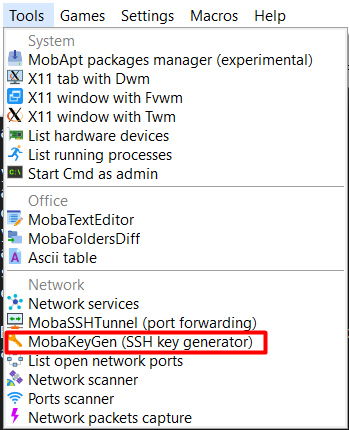 Tools Games Settings Macros Help
System
MobApt packages manager (experimental)
X11 tab with Dwm
X11 window with Fvwm
X11 window with Twm
List hardware devices
List running processes
Start Cmd as admin
Office
MobaTextEditor
MobaFoldersDiff
Ascii table
Network
Network services
MobaSSHTunnel (port forwarding)
MobaKeyGen (SSH key generator)
List open network ports
Network scanner
Ports scanner
Network packets capture